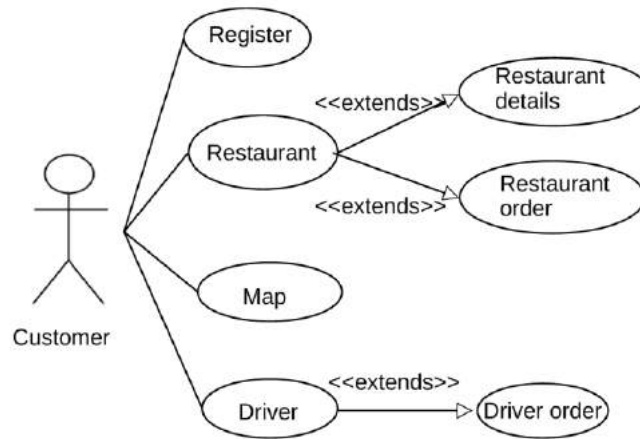 Register
<<extends>>
Restaurant
details
Restaurant
Restaurant
order
<<extends>>
Map
Customer
<<extends>>
Driver
Driver order